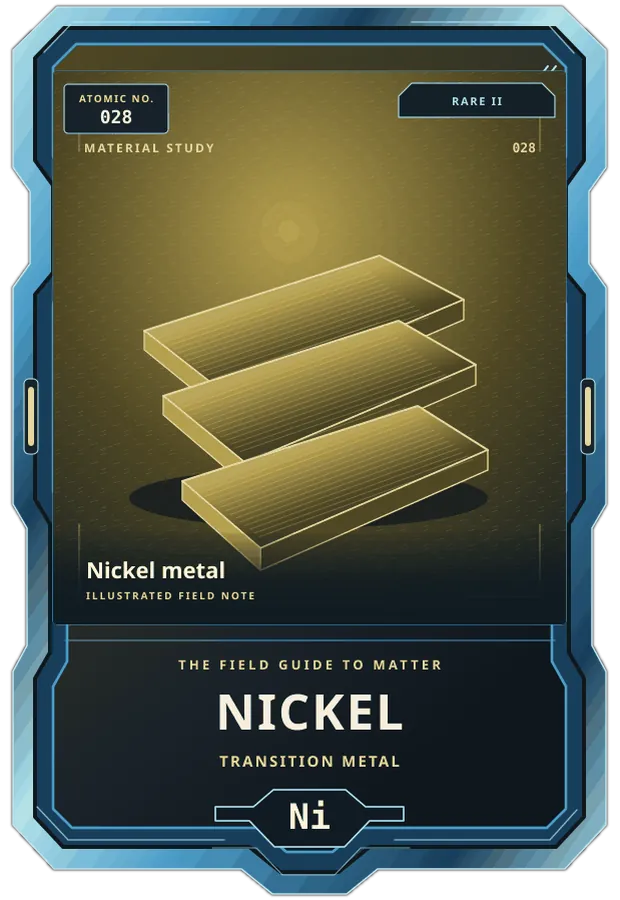 ATOMIC NO.
028
RARE II
MATERIAL STUDY
028
Nickel metal
ILLUSTRATED FIELD NOTE
THE FIELD GUIDE TO MATTER
NICKEL
TRANSITION METAL
Ni